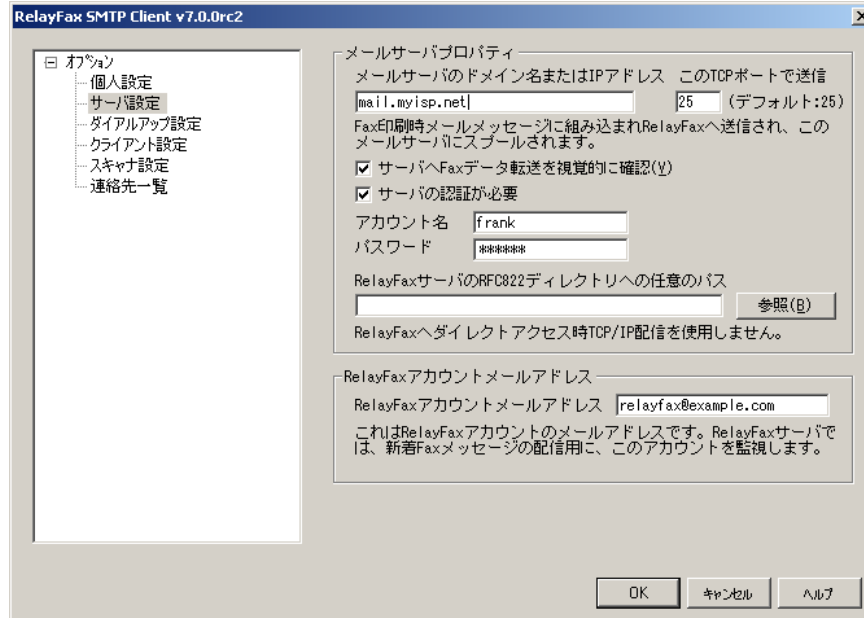 RelayFax SMTP Client v7.0.0rc2
オプション
個人設定
サーバ設定
ダイアルアップ設定
クライアント設定
スキャナ設定
連絡先一覧
メールサーバプロパティ
メールサーバのドメイン名またはIPアドレス このTCPポートで送信
mail.myisp.net 25 (デフォルト:25)
Fax印刷時メールメッセージに組み込まれRelayFaxへ送信され、この
メールサーバにスプールされます。
サーバへFaxデータ転送を視覚的に確認(V)
サーバの認証が必要
アカウント名 frank
パスワード ******
RelayFaxサーバのRFC822ディレクトリへの任意のパス
参照(B)
RelayFaxへダイレクトアクセス時TCP/IP配信を使用しません。
RelayFaxアカウントメールアドレス
RelayFaxアカウントメールアドレス relayfax@example.com
これはRelayFaxアカウントのメールアドレスです。RelayFaxサーバで
は、新着Faxメッセージの配信用に、このアカウントを監視します。
OK キャンセル ヘルプ